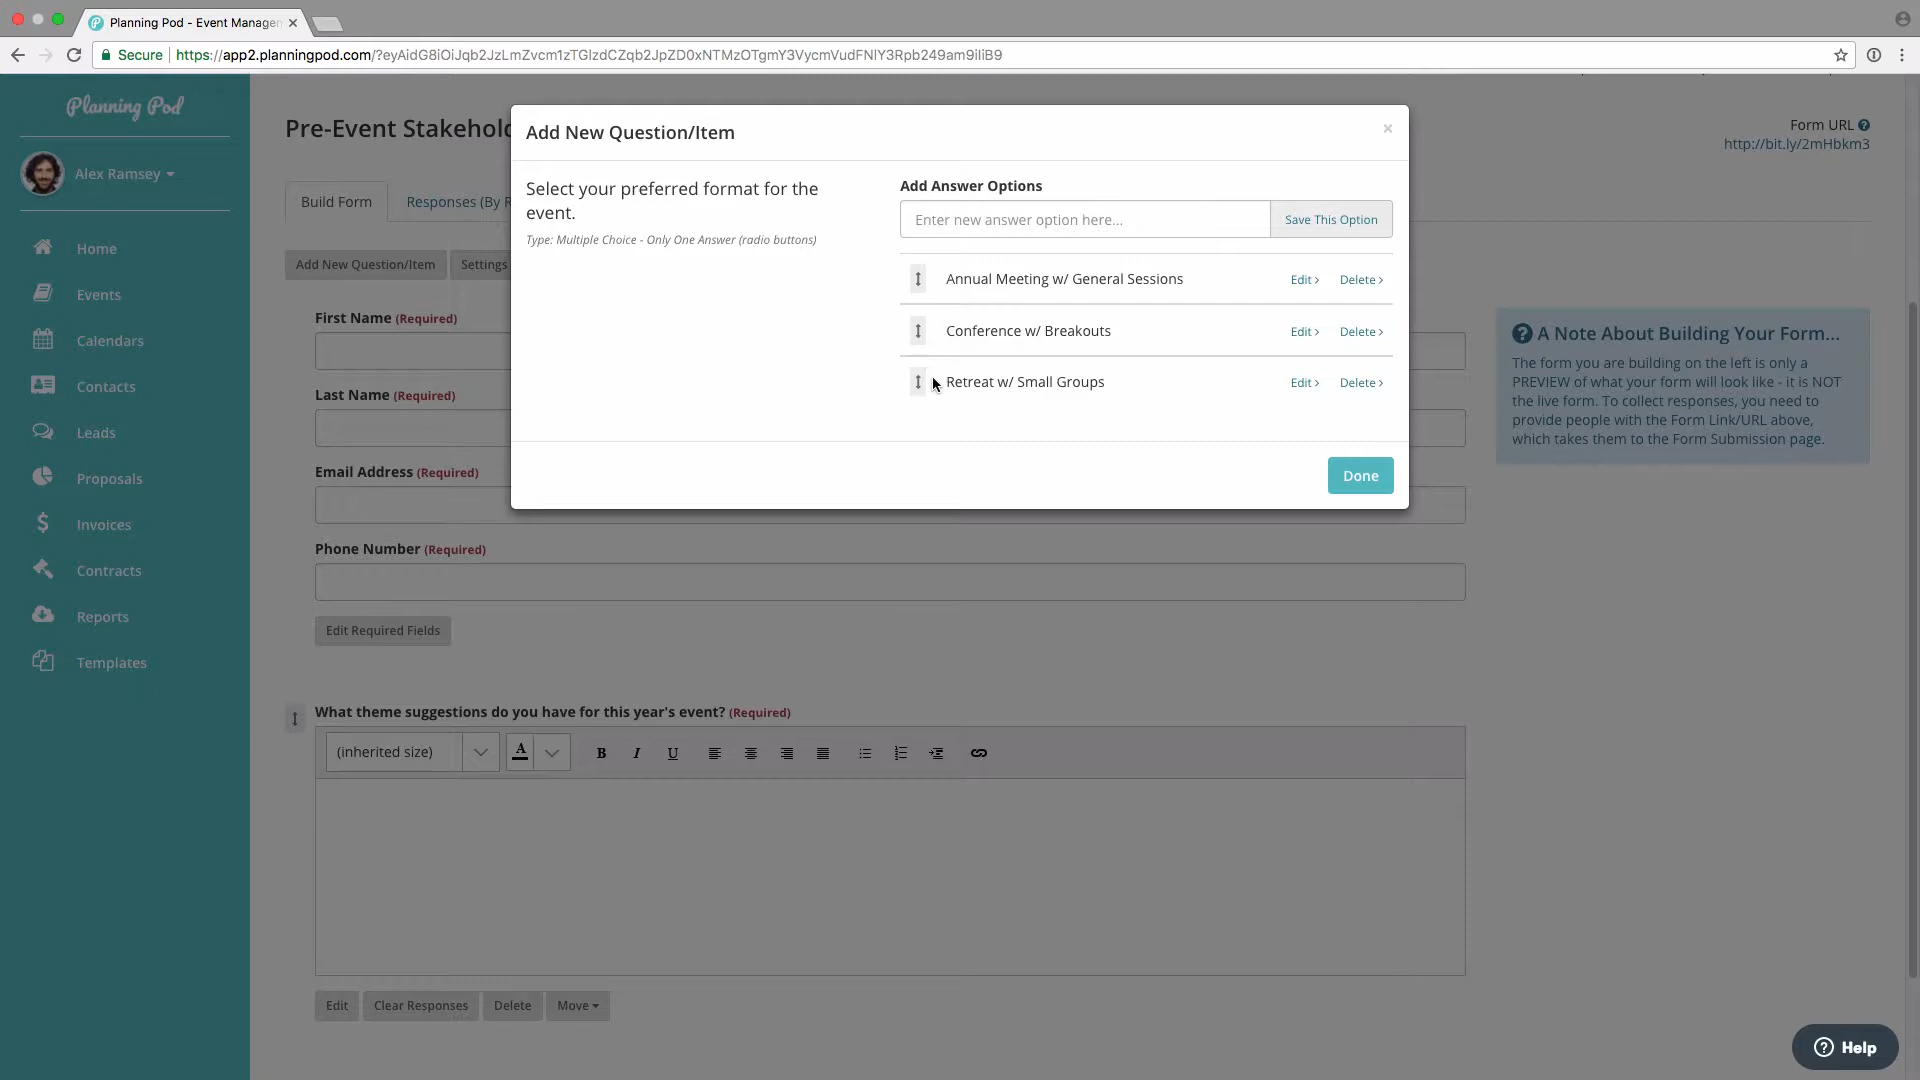 Planning Pod - Event Managem
Secure
https://app2.planningpod.com/?eyAidG8iOiJqb2JzLmZvcm1zTGlzdCZqb2JpZD0xNTMzOTgmY3VycmVudFNlY3Rpb249am9iIiB9
Planning Pod
Alex Ramsey
Home
Events
Calendars
Contacts
Leads
Proposals
Invoices
Contracts
Reports
Templates
Pre-Event Stakehold
Form URL
http://bit.ly/2mHbkm3
Build Form
Responses (By R
Add New Question/Item
Settings
First Name (Required)
Last Name (Required)
Email Address (Required)
Phone Number (Required)
Edit Required Fields
What theme suggestions do you have for this year's event? (Required)
(inherited size)
A
B
I
U
Edit
Clear Responses
Delete
Move
Add New Question/Item
×
Select your preferred format for the
event.
Type: Multiple Choice - Only One Answer (radio buttons)
Add Answer Options
Enter new answer option here...
Save This Option
Annual Meeting w/ General Sessions
Edit ›
Delete ›
Conference w/ Breakouts
Edit ›
Delete ›
Retreat w/ Small Groups
Edit ›
Delete ›
Done
A Note About Building Your Form...
The form you are building on the left is only a
PREVIEW of what your form will look like - it is NOT
the live form. To collect responses, you need to
provide people with the Form Link/URL above,
which takes them to the Form Submission page.
Help